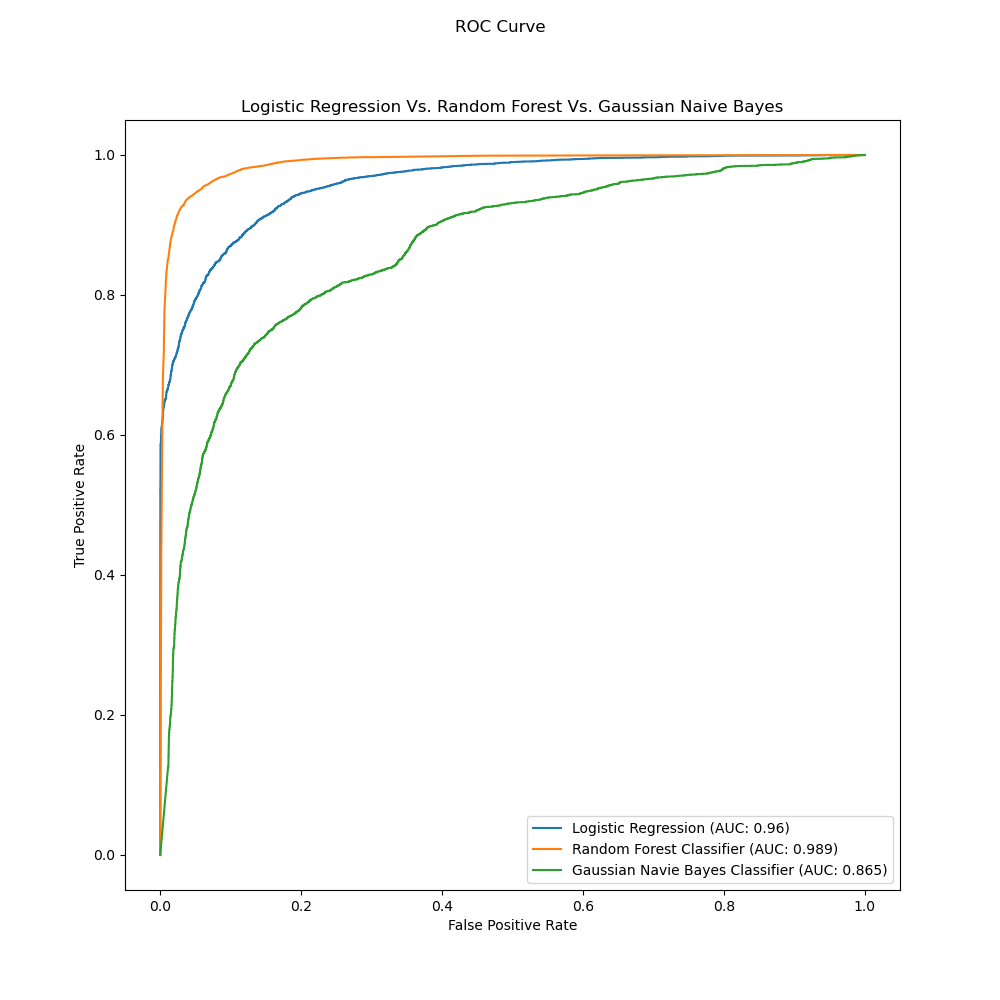 ROC Curve
Logistic Regression Vs. Random Forest Vs. Gaussian Naive Bayes
1.0
0.8
0.6
0.4
0.2
0.0
True Positive Rate
0.0 0.2 0.4 0.6 0.8 1.0
False Positive Rate
Logistic Regression (AUC: 0.96)
Random Forest Classifier (AUC: 0.989)
Gaussian Navie Bayes Classifier (AUC: 0.865)